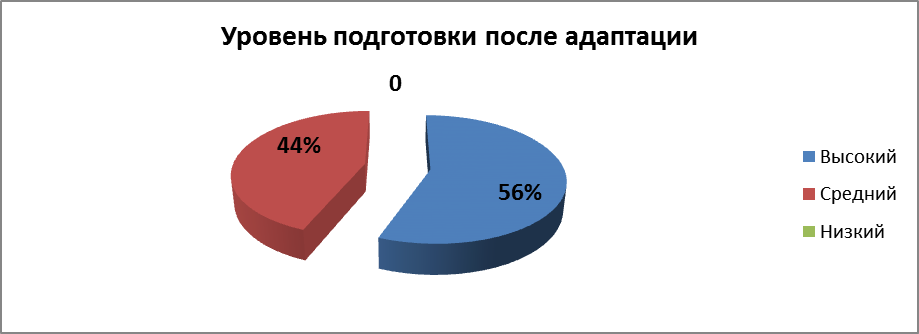 Уровень подготовки после адаптации
0
44%
56%
Высокий
Средний
Низкий